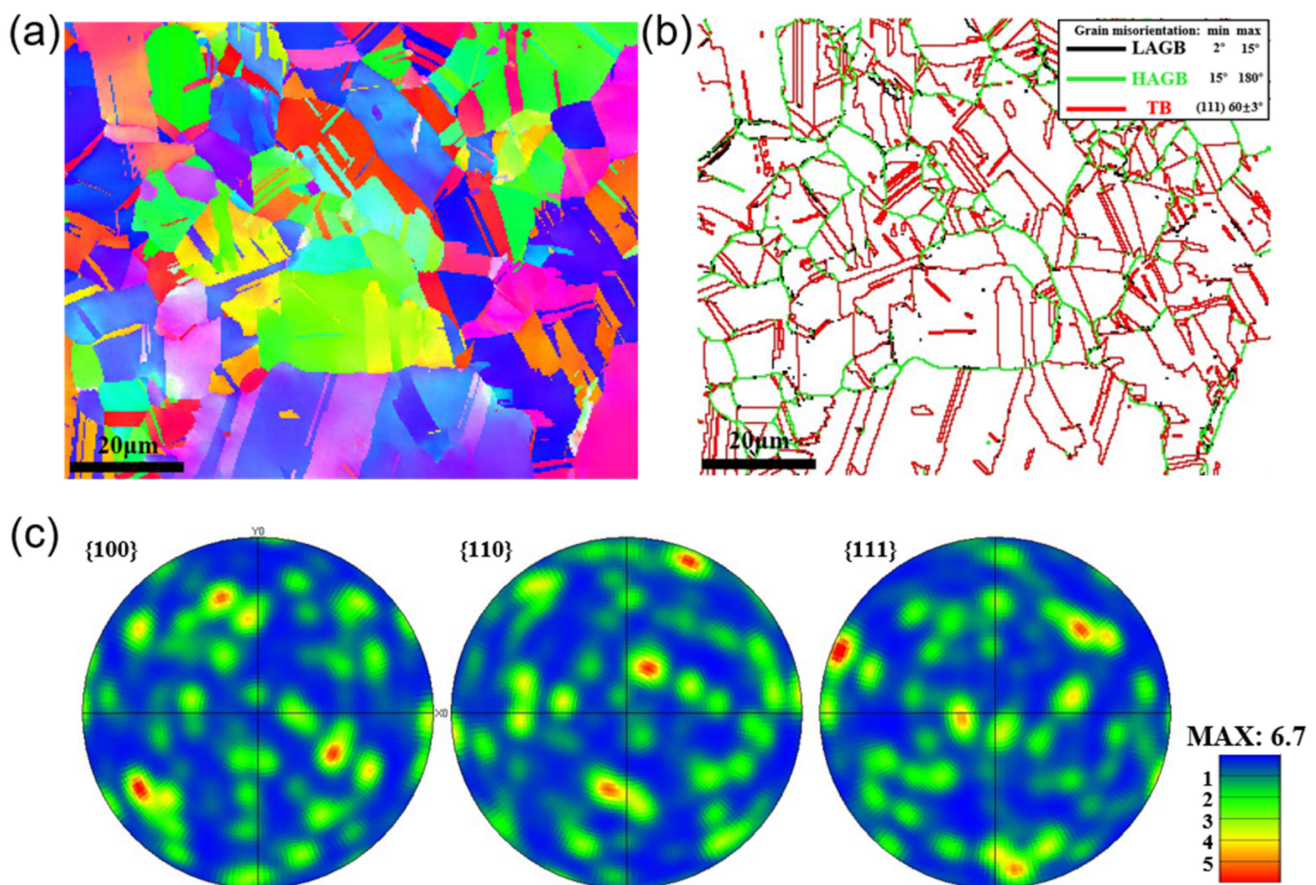 (a)
20μm
(b)
Grain misorientation: min max
LAGB 2° 15°
HAGB 15° 180°
TB (111) 60±3°
20μm
(c)
{100}
Y0
X0
{110}
{111}
MAX: 6.7
1
2
3
4
5